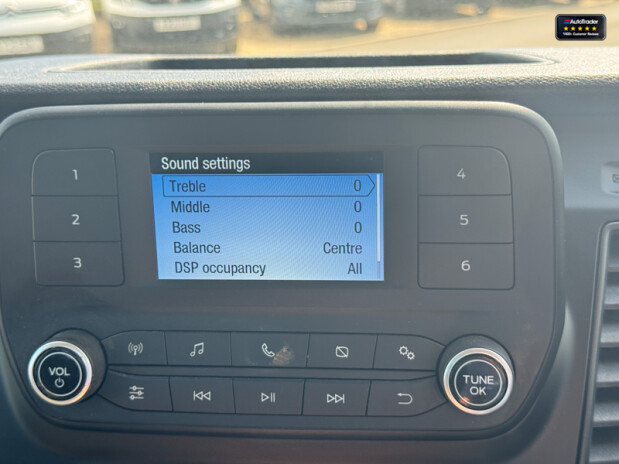 AutoTrader
Sound settings
Treble 0
Middle 0
Bass 0
Balance Centre
DSP occupancy All
1
2
3
4
5
6
VOL
TUNE
OK